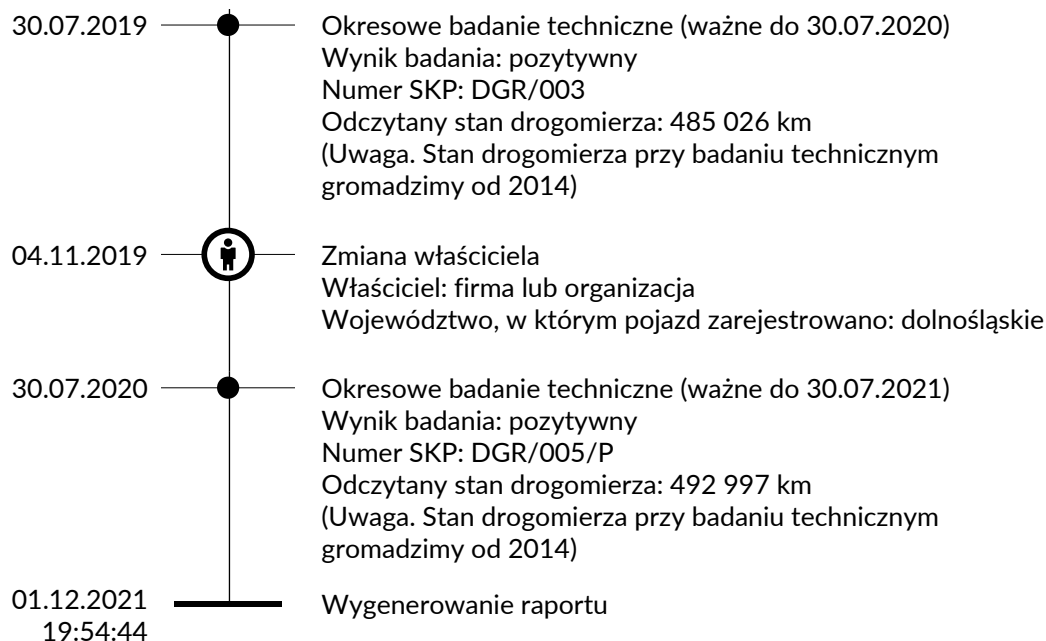 30.07.2019
Okresowe badanie techniczne (ważne do 30.07.2020)
Wynik badania: pozytywny
Numer SKP: DGR/003
Odczytany stan drogomierza: 485 026 km
(Uwaga. Stan drogomierza przy badaniu technicznym
gromadzimy od 2014)
04.11.2019
Zmiana właściciela
Właściciel: firma lub organizacja
Województwo, w którym pojazd zarejestrowano: dolnośląskie
30.07.2020
Okresowe badanie techniczne (ważne do 30.07.2021)
Wynik badania: pozytywny
Numer SKP: DGR/005/P
Odczytany stan drogomierza: 492 997 km
(Uwaga. Stan drogomierza przy badaniu technicznym
gromadzimy od 2014)
01.12.2021
19:54:44
Wygenerowanie raportu